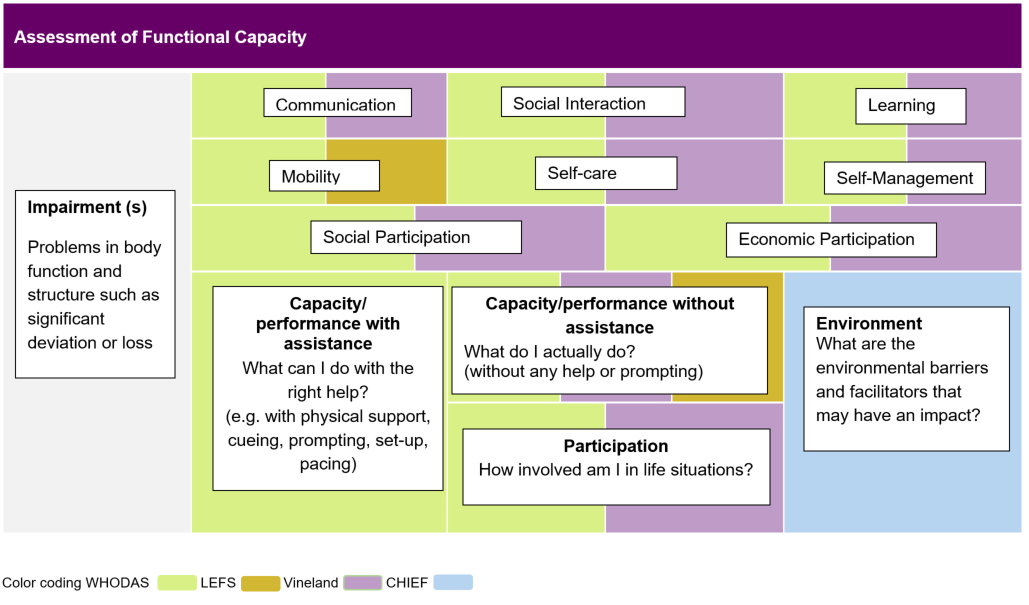 Assessment of Functional Capacity
Communication
Social Interaction
Learning
Mobility
Self-care
Self-Management
Impairment (s)
Problems in body
function and
structure such as
significant
deviation or loss
Social Participation
Economic Participation
Capacity/
performance with
assistance
What can I do with the
right help?
(e.g. with physical support,
cueing, prompting, set-up,
pacing)
Capacity/performance without
assistance
What do I actually do?
(without any help or prompting)
Participation
How involved am I in life situations?
Environment
What are the
environmental barriers
and facilitators that
may have an impact?
Color coding WHODAS LEFS Vineland CHIEF